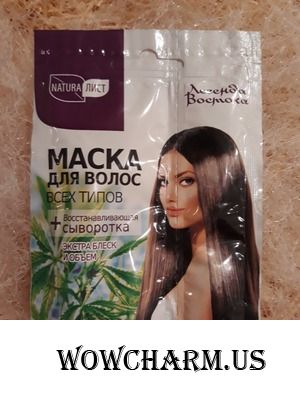 NATURA ЛИСТ
Легенда
Востока
МАСКА
ДЛЯ ВОЛОС
ВСЕХ ТИПОВ
+ Восстанавливающая
СЫВОРОТКА
ЭКСТРА БЛЕСК
И ОБЪЕМ
WOWCHARM.US